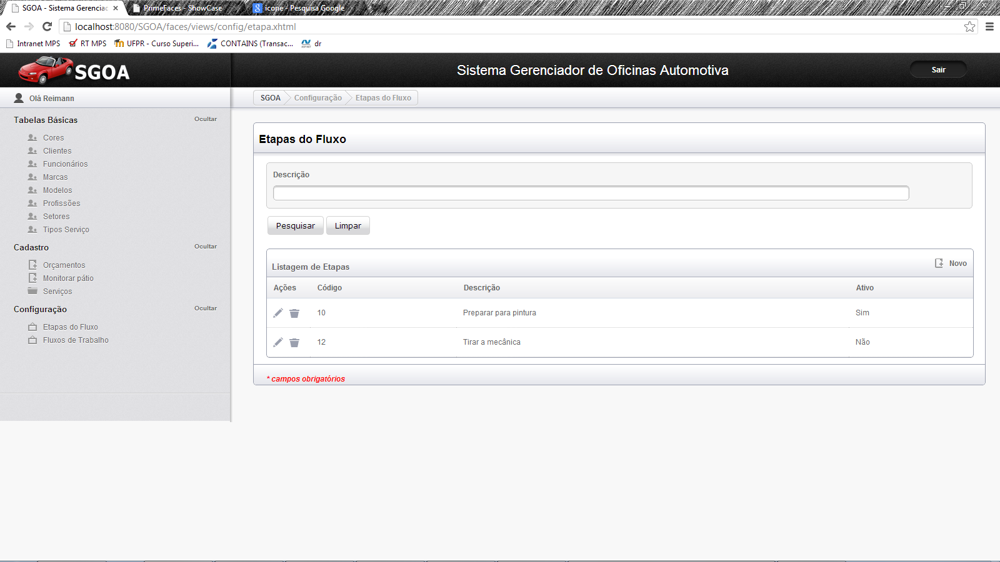 SGOA - Sistema Gerenciac
PrimeFaces - ShowCase
icone - Pesquisa Google
localhost:8080/SGOA/faces/views/config/etapa.xhtml
Intranet MPS
RT MPS
UFPR - Curso Superi...
CONTAINS (Transac...
dr
SGOA
Sistema Gerenciador de Oficinas Automotiva
Sair
Olá Reimann
SGOA
Configuração
Etapas do Fluxo
Tabelas Básicas
Ocultar
Cores
Clientes
Funcionários
Marcas
Modelos
Profissões
Setores
Tipos Serviço
Cadastro
Ocultar
Orçamentos
Monitorar pátio
Serviços
Configuração
Ocultar
Etapas do Fluxo
Fluxos de Trabalho
Etapas do Fluxo
Descrição
Pesquisar
Limpar
Listagem de Etapas
Novo
Ações Código Descrição Ativo
10 Preparar para pintura Sim
12 Tirar a mecânica Não
* campos obrigatórios